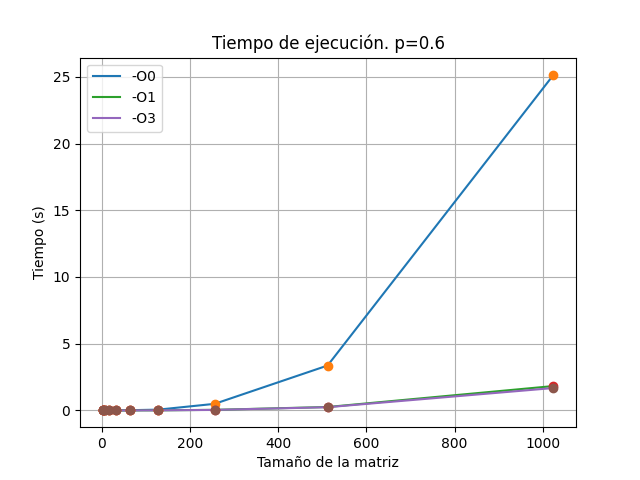 Tiempo de ejecución. p=0.6
-O0
-O1
-O3
Tiempo (s)
25
20
15
10
5
0
0 200 400 600 800 1000
Tamaño de la matriz